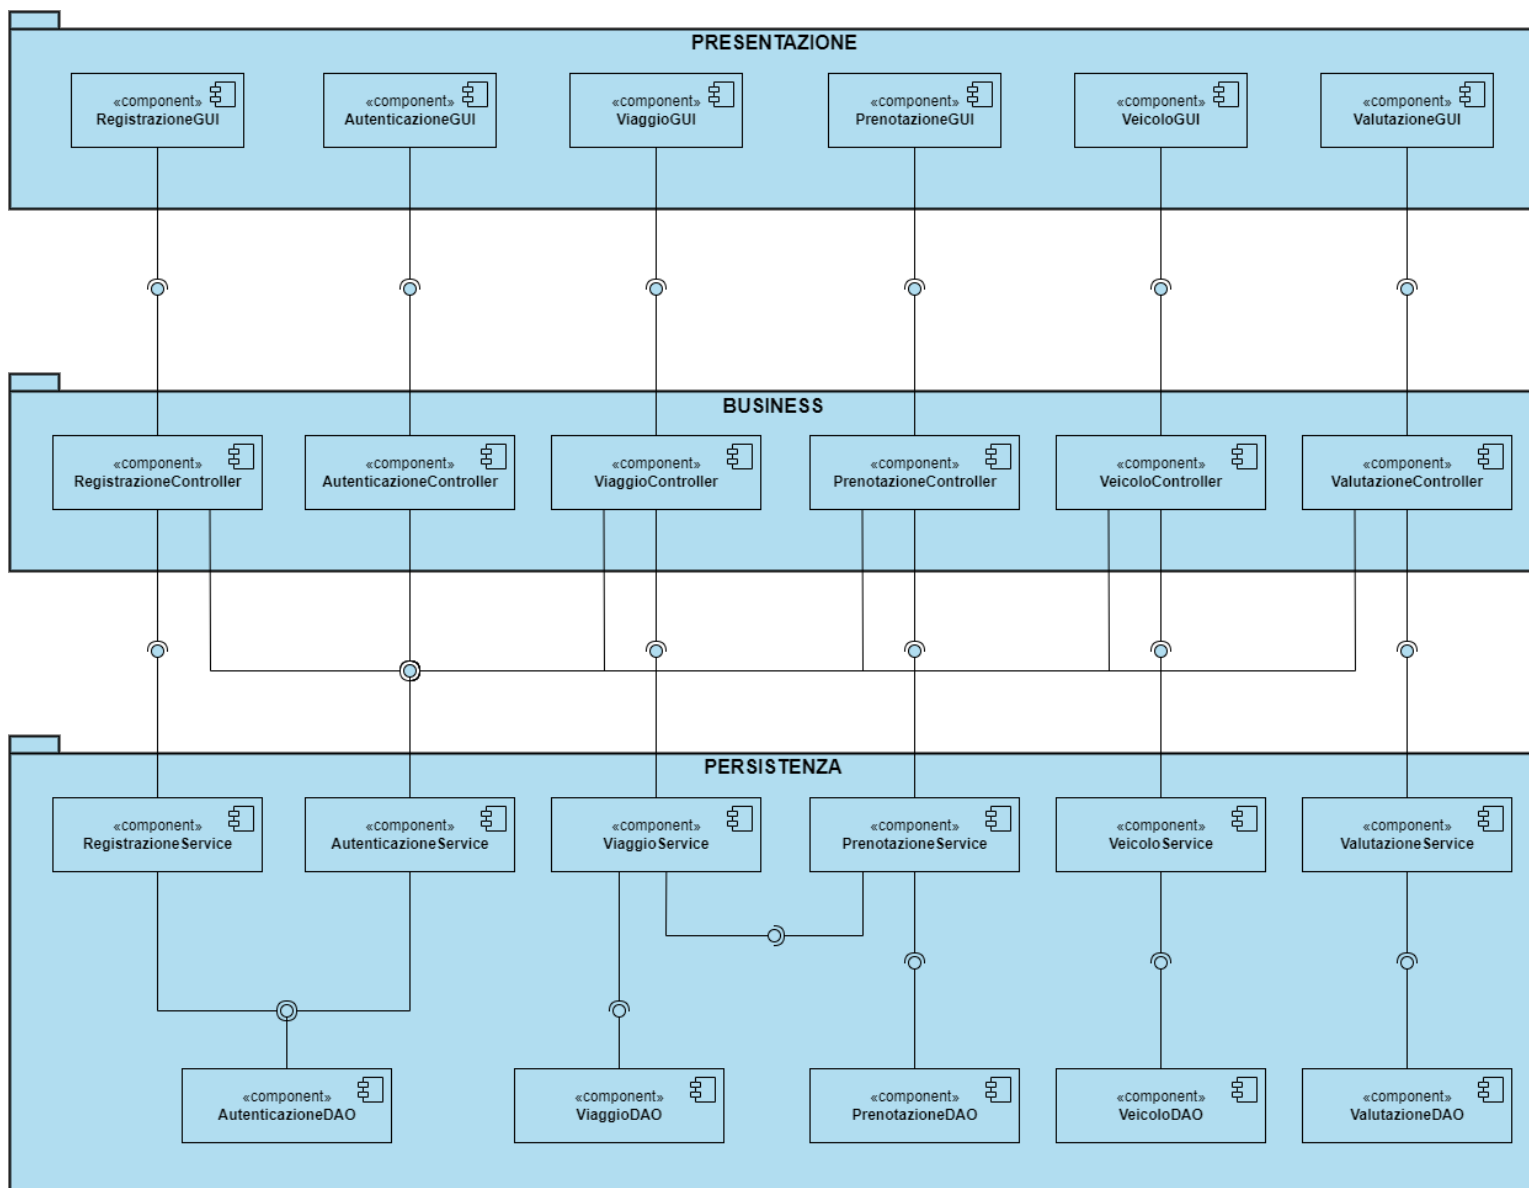 PRESENTAZIONE
«component»
RegistrazioneGUI
«component»
AutenticazioneGUI
«component»
ViaggioGUI
«component»
PrenotazioneGUI
«component»
VeicoloGUI
«component»
ValutazioneGUI
BUSINESS
«component»
RegistrazioneController
«component»
AutenticazioneController
«component»
ViaggioController
«component»
PrenotazioneController
«component»
VeicoloController
«component»
ValutazioneController
PERSISTENZA
«component»
RegistrazioneService
«component»
AutenticazioneService
«component»
ViaggioService
«component»
PrenotazioneService
«component»
VeicoloService
«component»
ValutazioneService
«component»
AutenticazioneDAO
«component»
ViaggioDAO
«component»
PrenotazioneDAO
«component»
VeicoloDAO
«component»
ValutazioneDAO